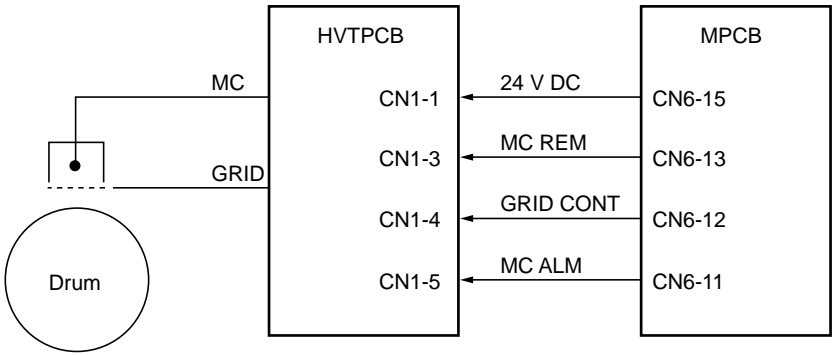 HVTPCB
MPCB
MC
24 V DC
CN1-1
CN6-15
MC REM
CN1-3
CN6-13
GRID
GRID CONT
CN1-4
CN6-12
MC ALM
CN1-5
CN6-11
Drum